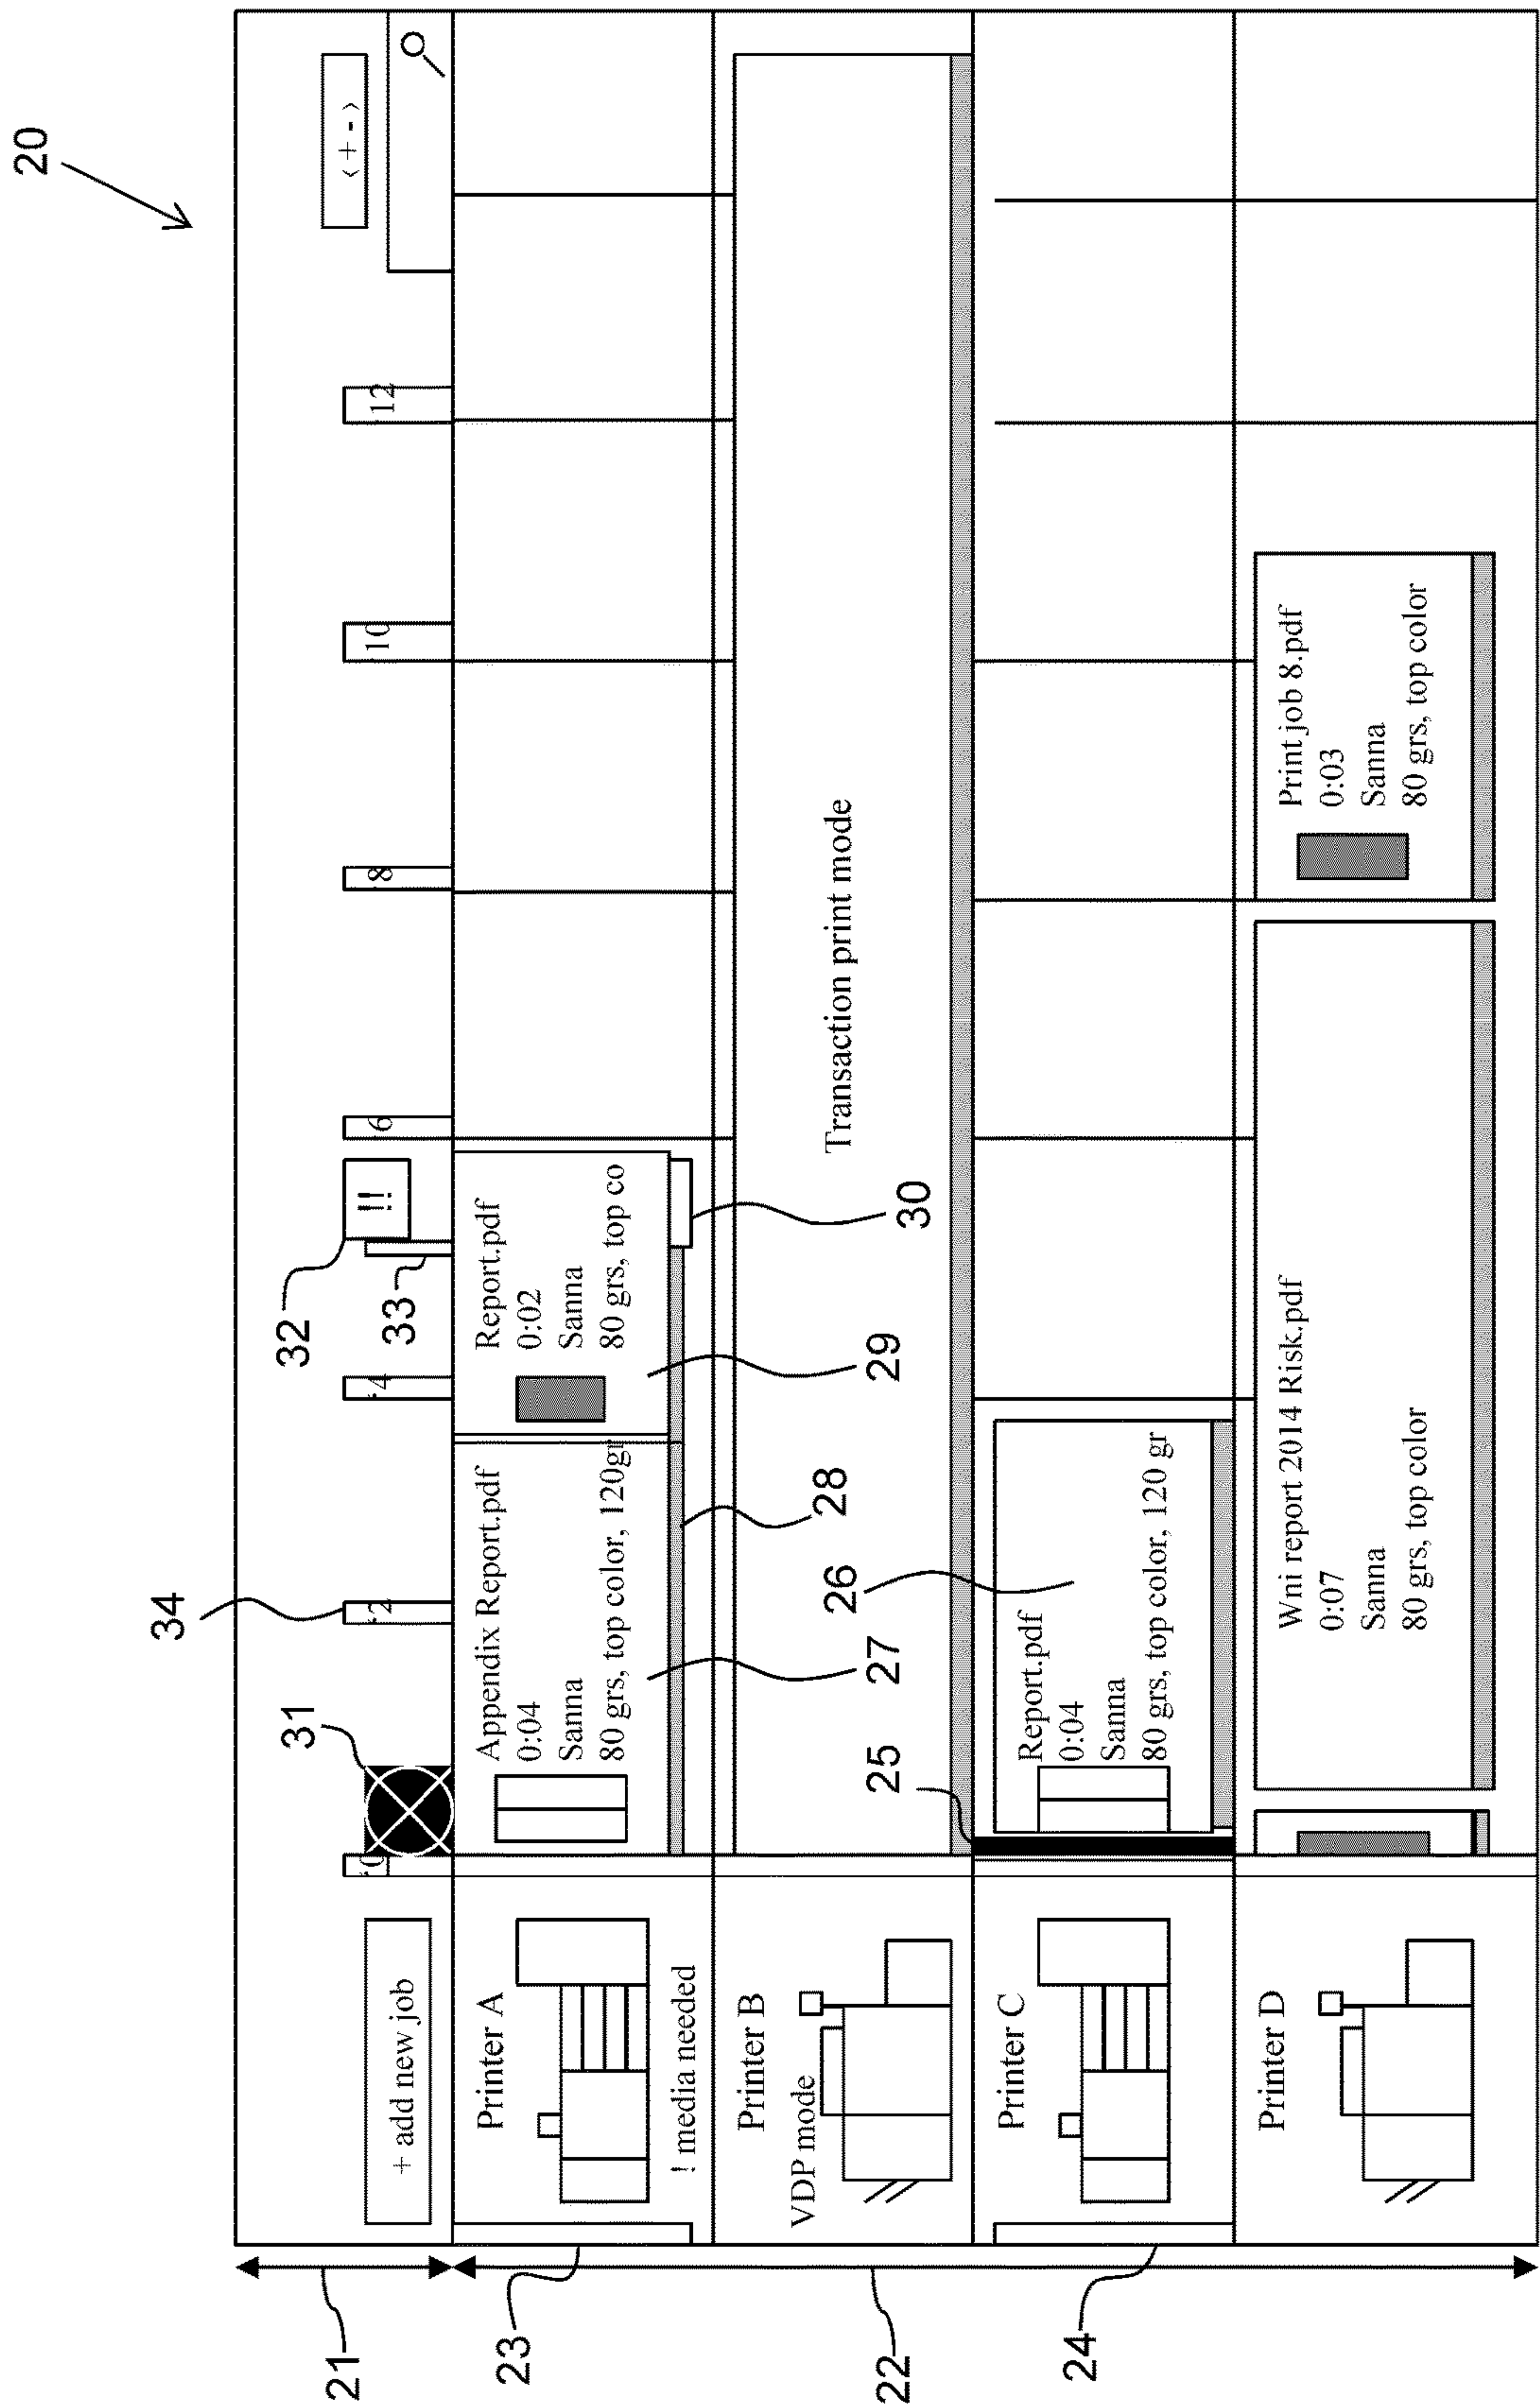 20
‹ + - ›
34
31
32
33
!!
+ add new job
0
2
4
6
8
10
12
21
Printer A
! media needed
Appendix Report.pdf
0:04
Sanna
80 grs, top color, 120gr
Report.pdf
0:02
Sanna
80 grs, top co
23
27
28
29
30
Printer B
VDP mode
Transaction print mode
22
25
26
Printer C
Report.pdf
0:04
Sanna
80 grs, top color, 120 gr
24
Printer D
Wni report 2014 Risk.pdf
0:07
Sanna
80 grs, top color
Print job 8.pdf
0:03
Sanna
80 grs, top color